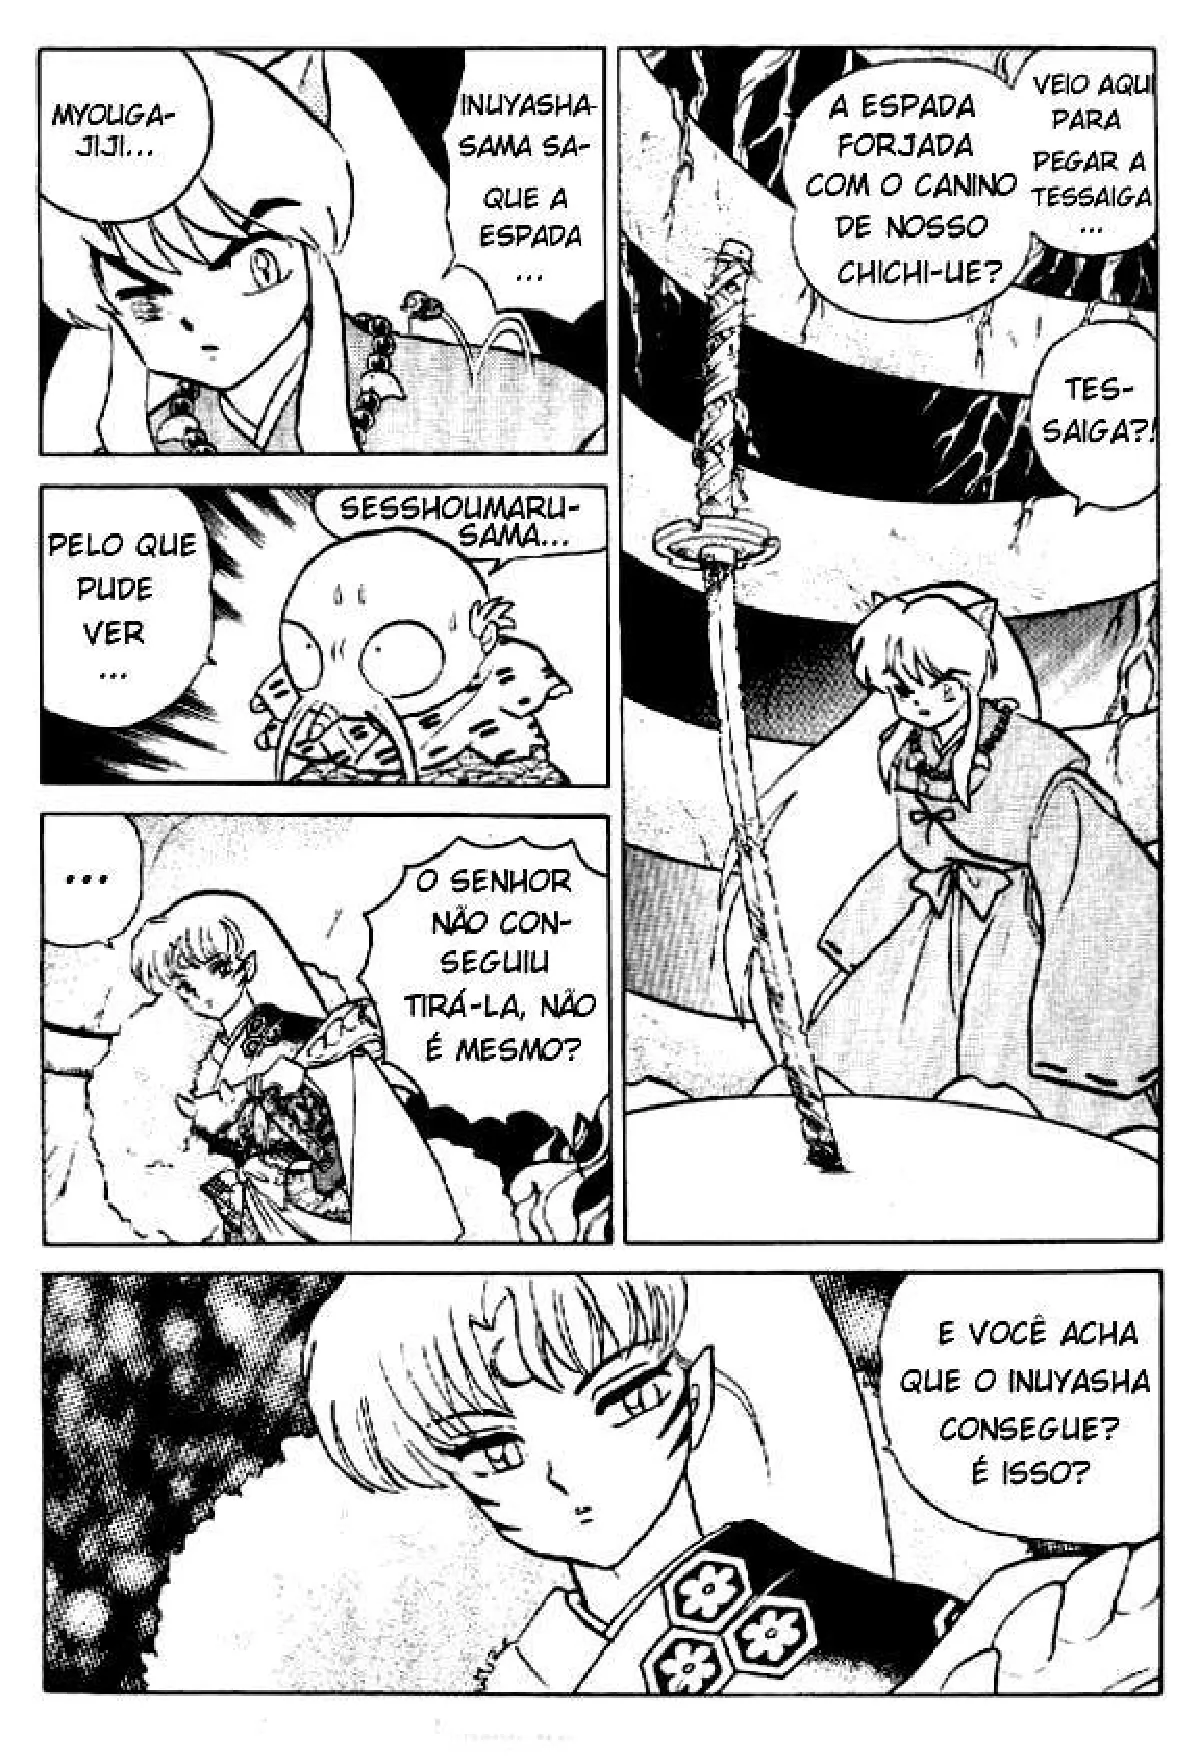 VEIO AQUI
PARA
PEGAR A
TESSAIGA
...
A ESPADA
FORJADA
COM O CANINO
DE NOSSO
CHICHI-UE?
TES-
SAIGA?!
INUYASHA-
SAMA SA-
QUE A
ESPADA
...
MYOUGA-
JIJI...
SESSHOUMARU-
SAMA...
PELO QUE
PUDE
VER
...
O SENHOR
NÃO CON-
SEGUIU
TIRÁ-LA, NÃO
É MESMO?
...
E VOCÊ ACHA
QUE O INUYASHA
CONSEGUE?
É ISSO?